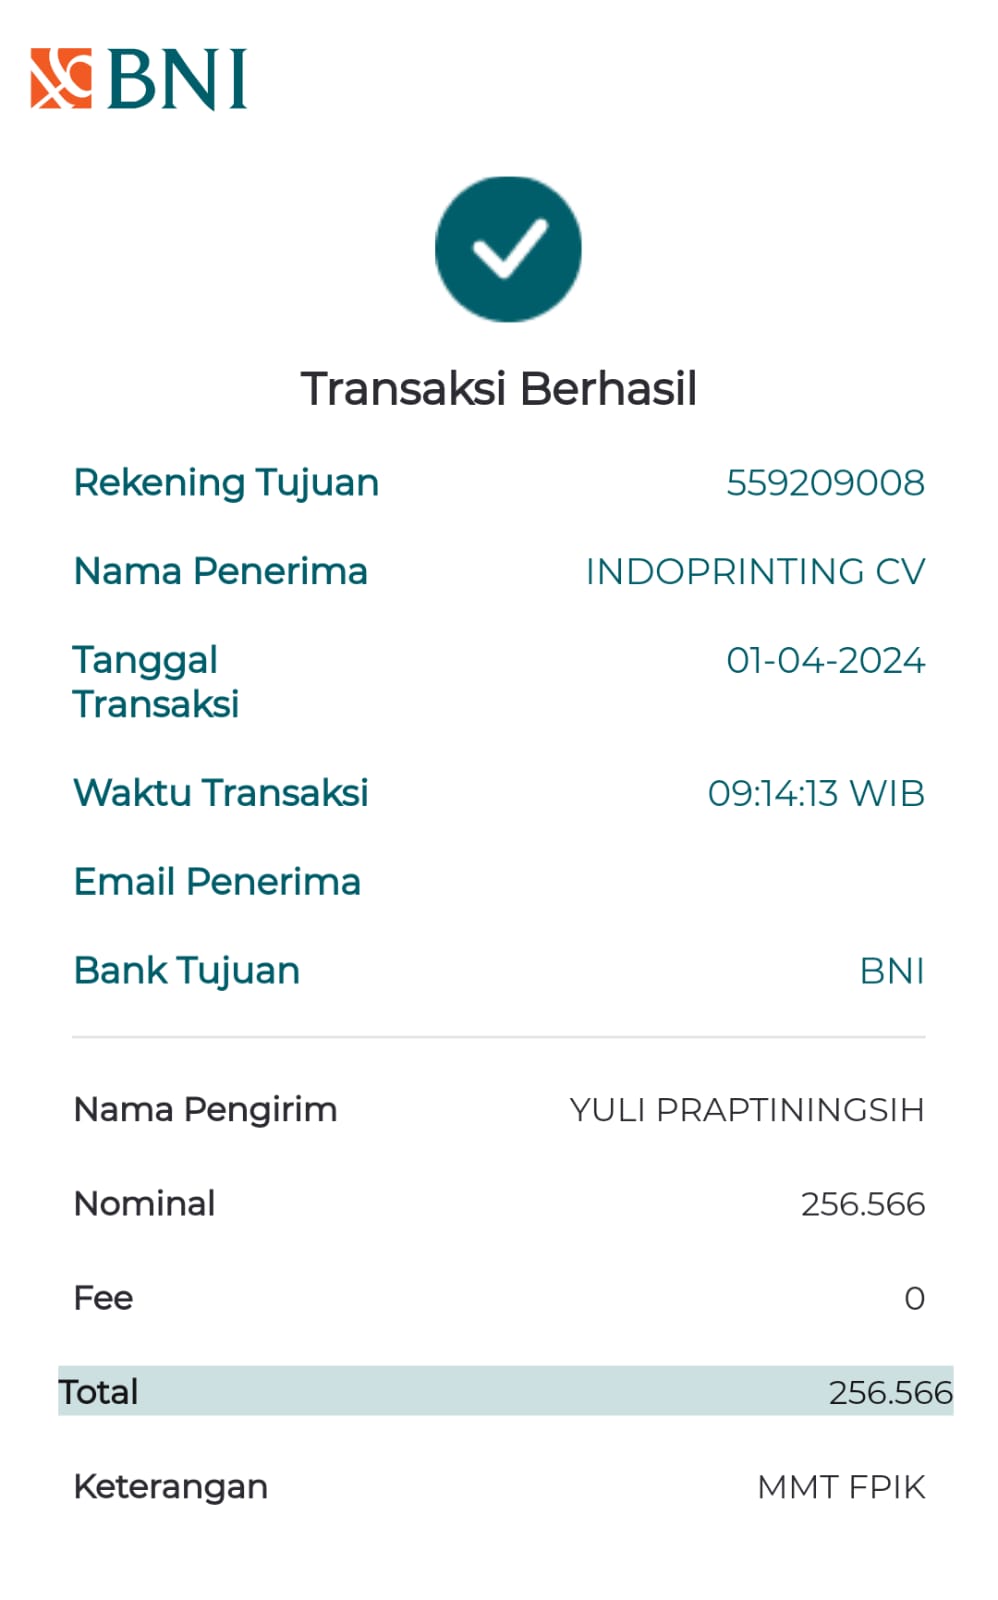 BNI
Transaksi Berhasil
Rekening Tujuan 559209008
Nama Penerima INDOPRINTING CV
Tanggal Transaksi 01-04-2024
Waktu Transaksi 09:14:13 WIB
Email Penerima
Bank Tujuan BNI
Nama Pengirim YULI PRAPTININGSIH
Nominal 256.566
Fee 0
Total 256.566
Keterangan MMT FPIK